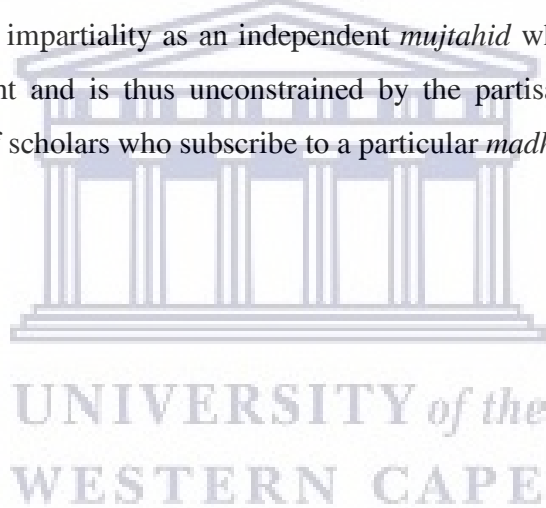 impartiality as an independent mujtahid
and is thus unconstrained by the
scholars who subscribe to a particular
UNIVERSITY of the
WESTERN CAPE